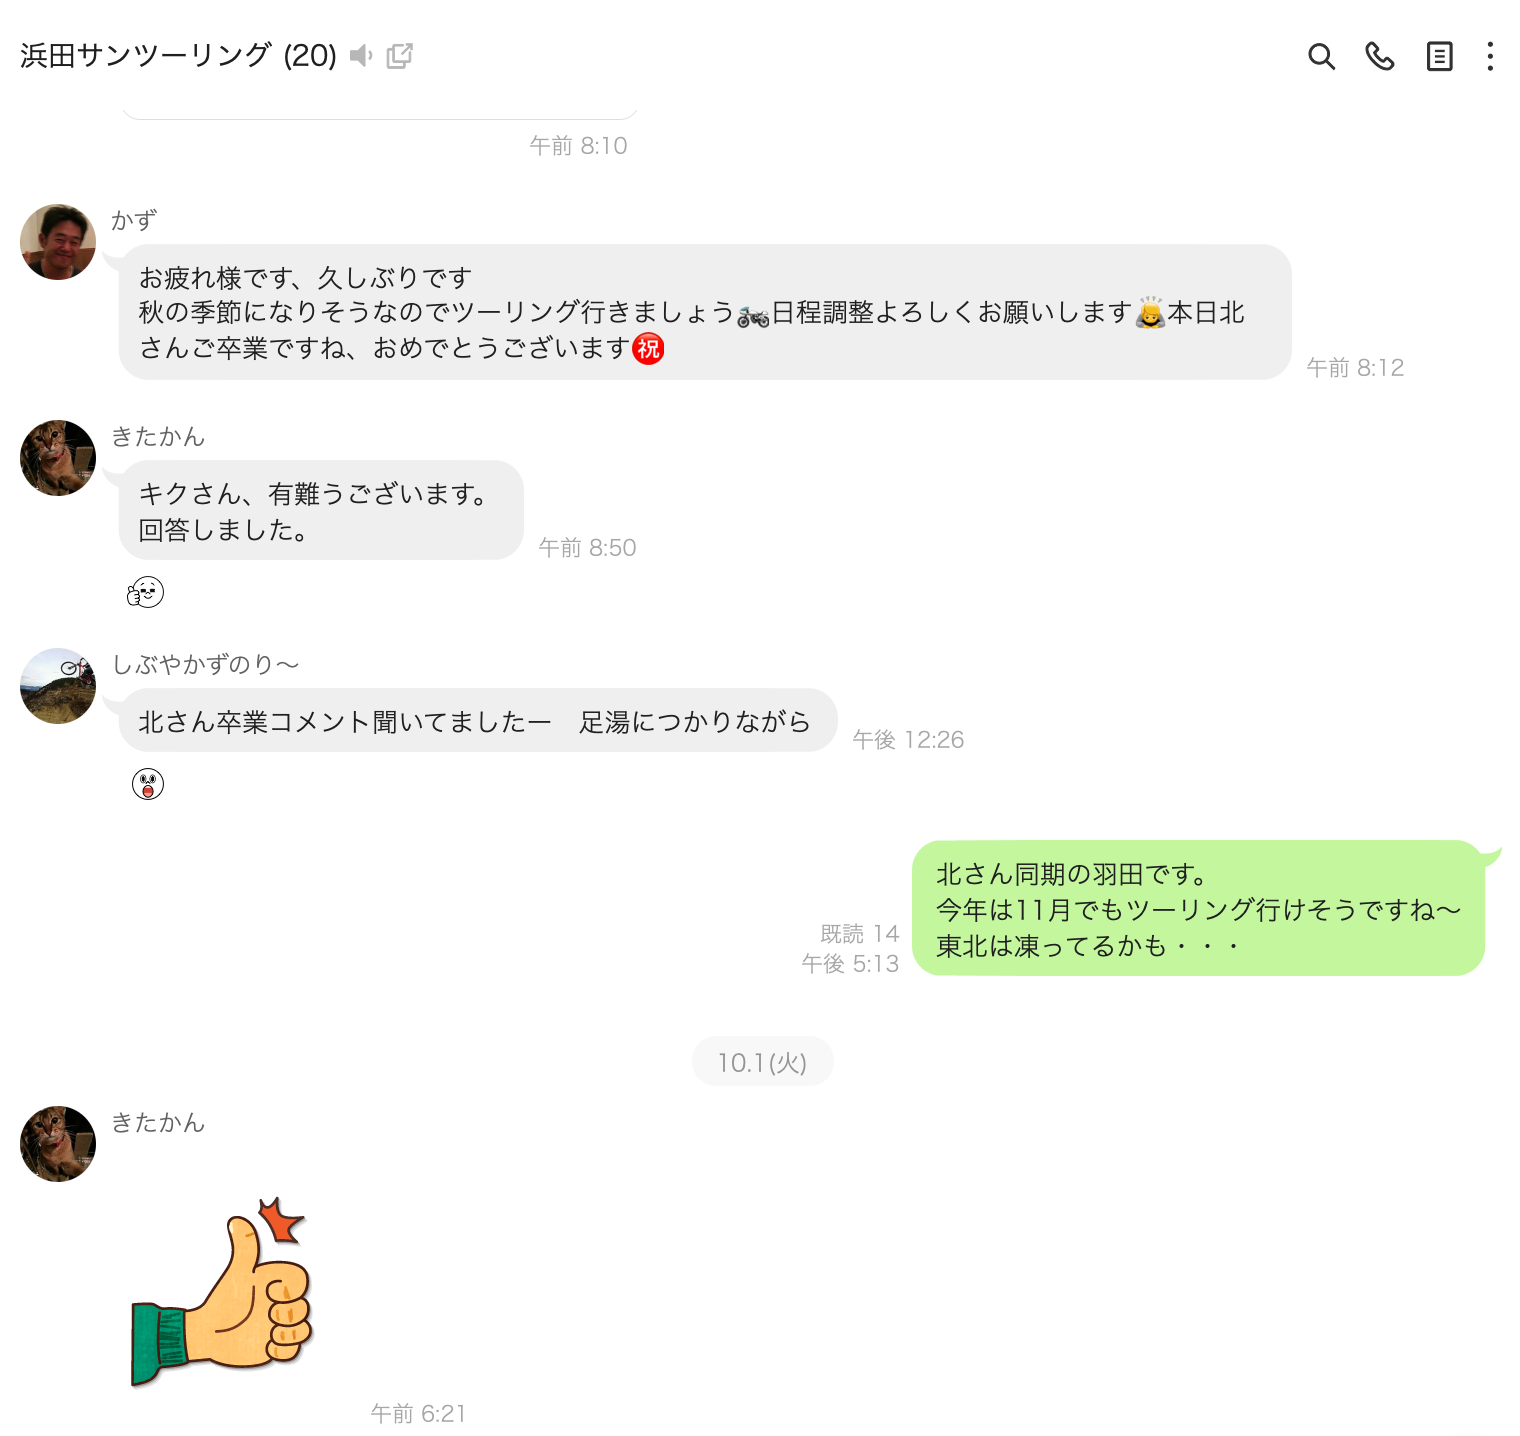 浜田サンツーリング (20)
午前 8:10
かず
お疲れ様です、久しぶりです
秋の季節になりそうなのでツーリング行きましょう🏍日程調整よろしくお願いします🙇本日北
さんご卒業ですね、おめでとうございます㊗
午前 8:12
きたかん
キクさん、有難うございます。
回答しました。
午前 8:50
しぶやかずのり〜
北さん卒業コメント聞いてましたー　足湯につかりながら
午後 12:26
北さん同期の羽田です。
今年は11月でもツーリング行けそうですね〜
東北は凍ってるかも・・・
既読 14
午後 5:13
10.1(火)
きたかん
午前 6:21